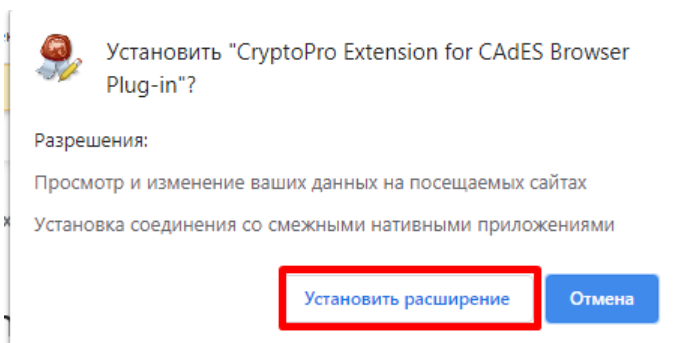 Установить "CryptoPro Extension for CAdES Browser
Plug-in"?
Разрешения:
Просмотр и изменение ваших данных на посещаемых сайтах
Установка соединения со смежными нативными приложениями
Установить расширение
Отмена